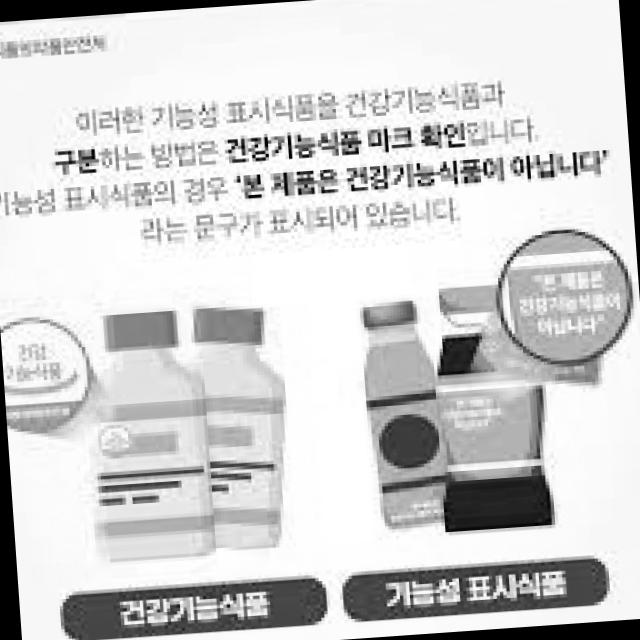 식품의약품안전처
이러한 기능성 표시식품을 건강기능식품과
구분하는 방법은 건강기능식품 마크 확인입니다.
기능성 표시식품의 경우 '본 제품은 건강기능식품이 아닙니다'
라는 문구가 표시되어 있습니다.
건강
기능식품
"본 제품은
건강기능식품이
아닙니다"
건강기능식품
기능성 표시식품